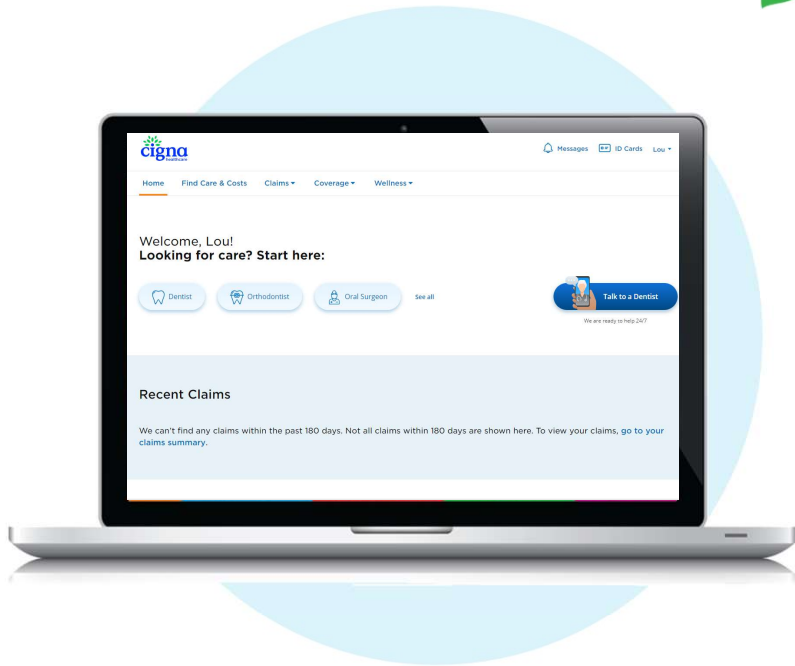 cigna
healthcare
Messages ID Cards Lou
Home Find Care & Costs Claims Coverage Wellness
Welcome, Lou!
Looking for care? Start here:
Dentist Orthodontist Oral Surgeon See all Talk to a Dentist
We are ready to help 24/7
Recent Claims
We can't find any claims within the past 180 days. Not all claims within 180 days are shown here. To view your claims, go to your
claims summary.